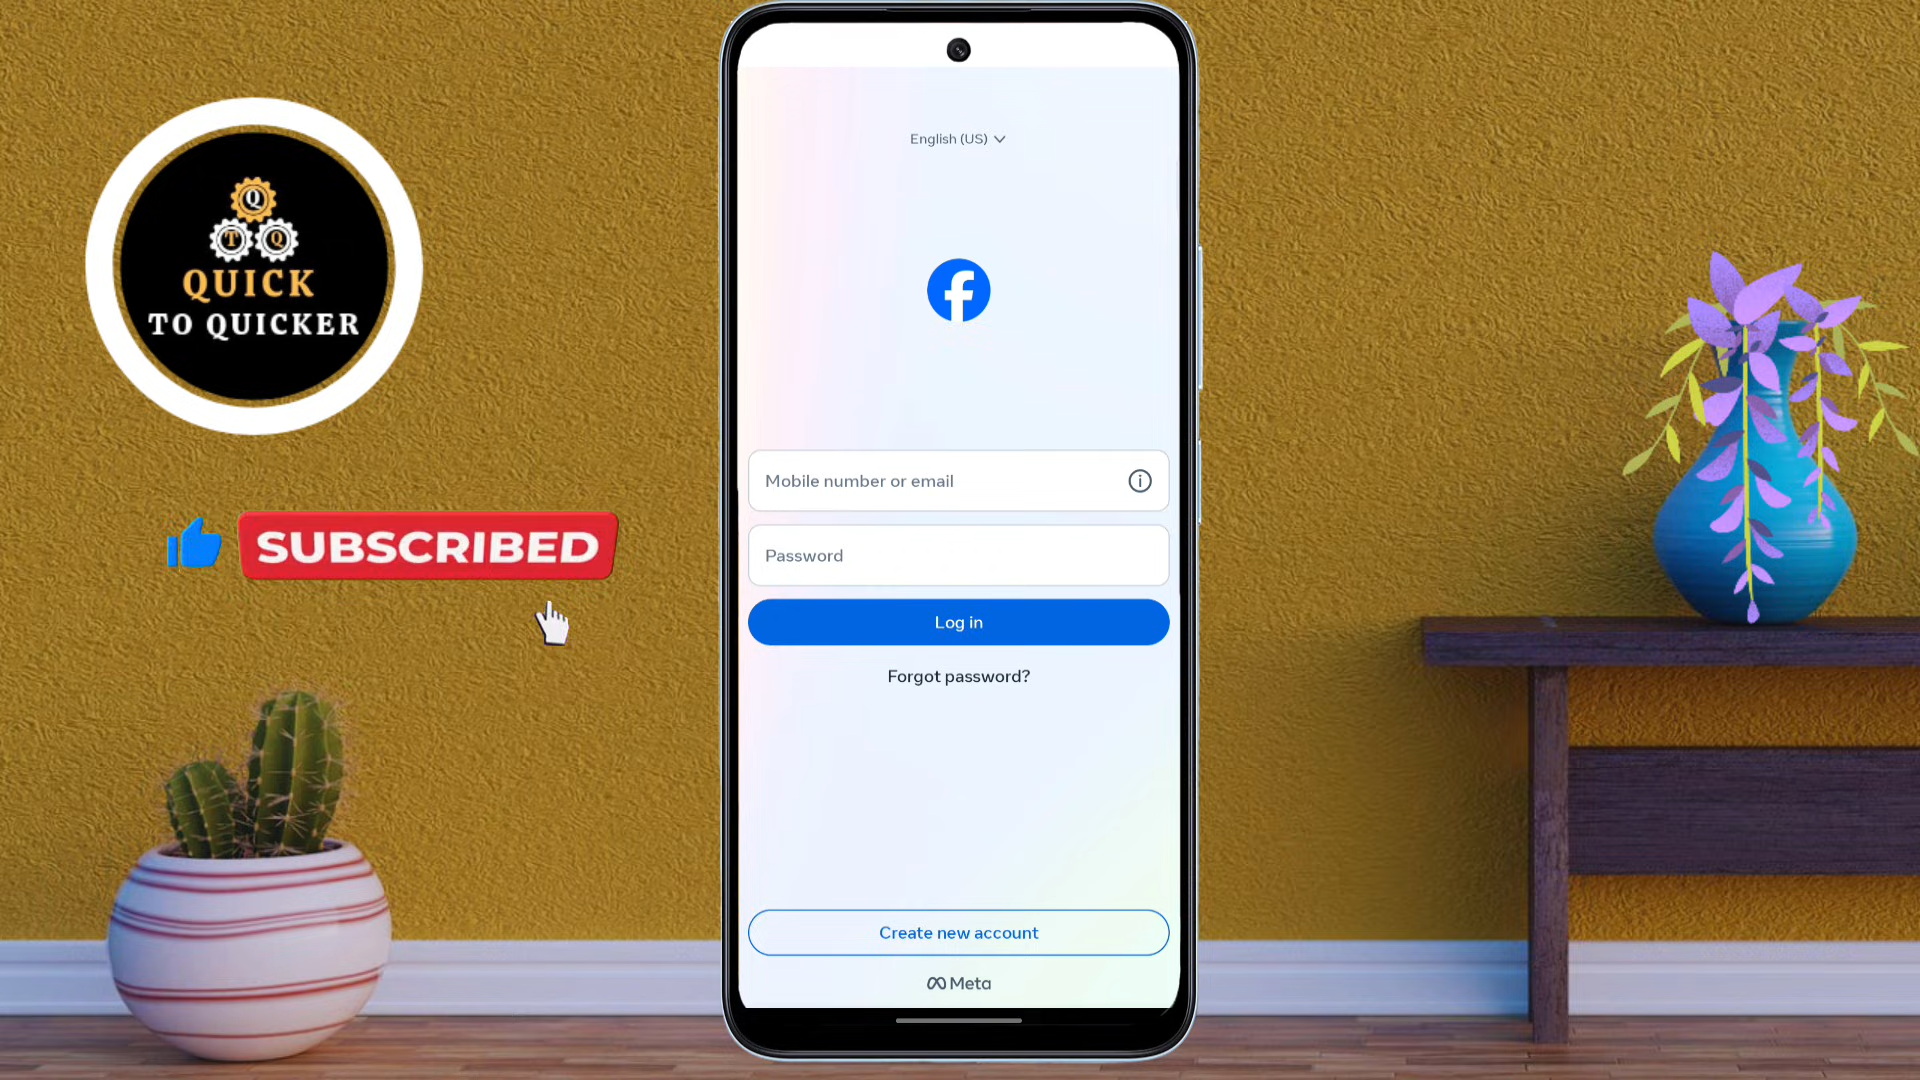 Q
T Q
QUICK
TO QUICKER
SUBSCRIBED
English (US)
Mobile number or email
Password
Log in
Forgot password?
Create new account
Meta